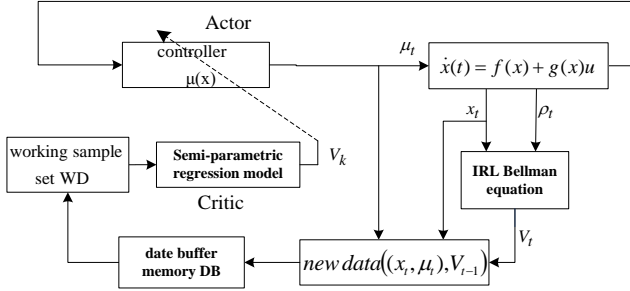 Actor
controller
μ(x)
μ_t
ẋ(t) = f(x) + g(x)u
x_t
ρ_t
working sample
set WD
Semi-parametric
regression model
V_k
Critic
IRL Bellman
equation
V_t
date buffer
memory DB
new data((x_t, μ_t), V_{t-1})